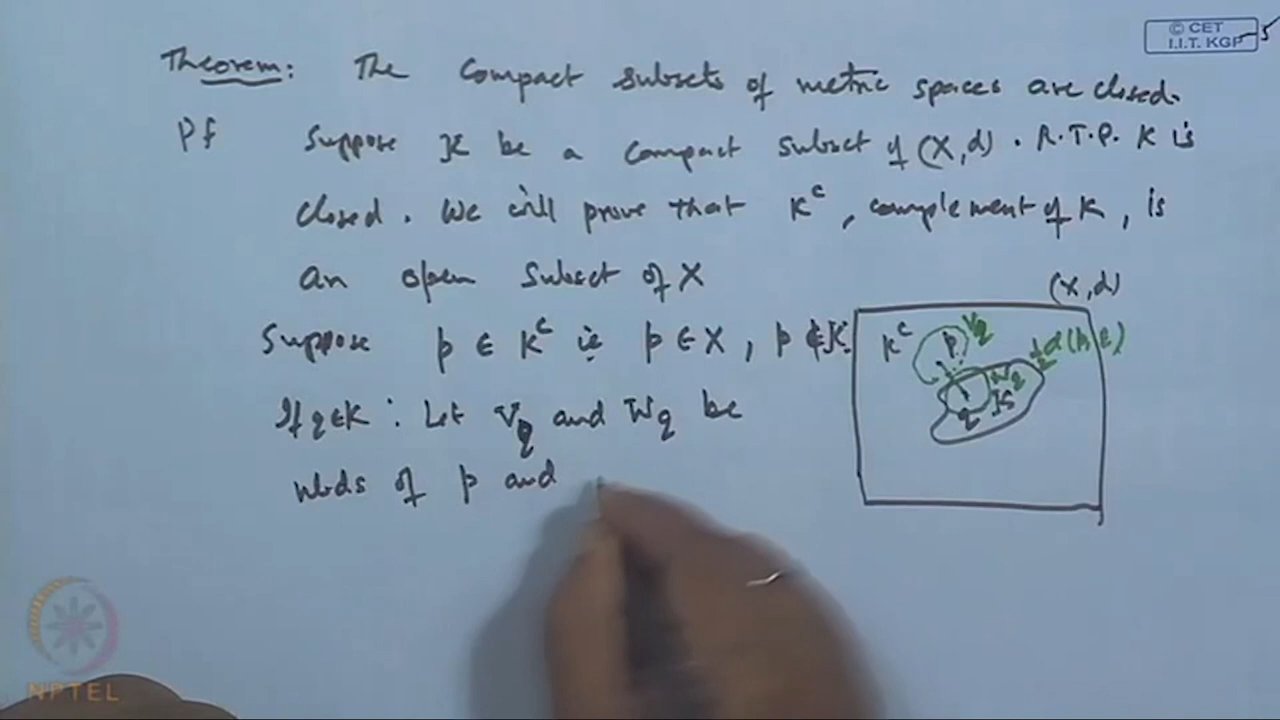 © CET
I.I.T. KGP
Theorem: The Compact subsets of metric spaces are closed.
Pf Suppose K be a compact subset of (X,d). R.T.P. K is
closed. We will prove that K^c, complement of K, is
an open subset of X
(X,d)
Suppose p ∈ K^c ie p ∈ X, p ∉ K.
K^c p V_q
W_q K q
If q ∈ K : Let V_q and W_q be
nbds of p and
NPTEL